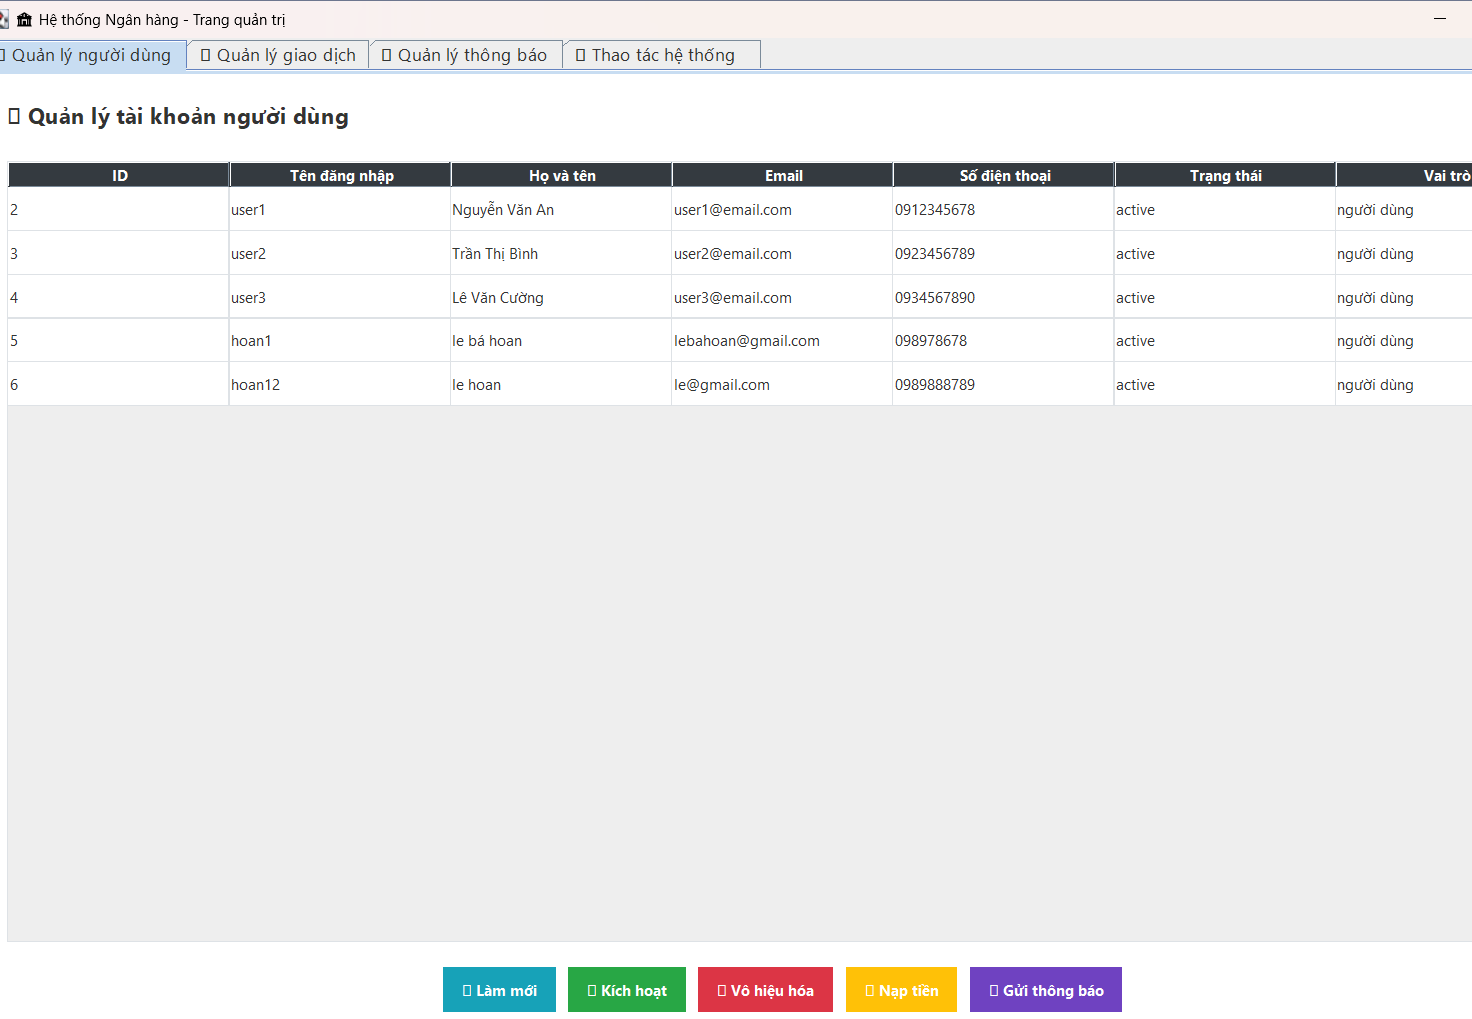 Hệ thống Ngân hàng - Trang quản trị
Quản lý người dùng Quản lý giao dịch Quản lý thông báo Thao tác hệ thống
Quản lý tài khoản người dùng
ID Tên đăng nhập Họ và tên Email Số điện thoại Trạng thái Vai trò
2 user1 Nguyễn Văn An user1@email.com 0912345678 active người dùng
3 user2 Trần Thị Bình user2@email.com 0923456789 active người dùng
4 user3 Lê Văn Cường user3@email.com 0934567890 active người dùng
5 hoan1 le bá hoan lebahoan@gmail.com 098978678 active người dùng
6 hoan12 le hoan le@gmail.com 0989888789 active người dùng
Làm mới Kích hoạt Vô hiệu hóa Nạp tiền Gửi thông báo